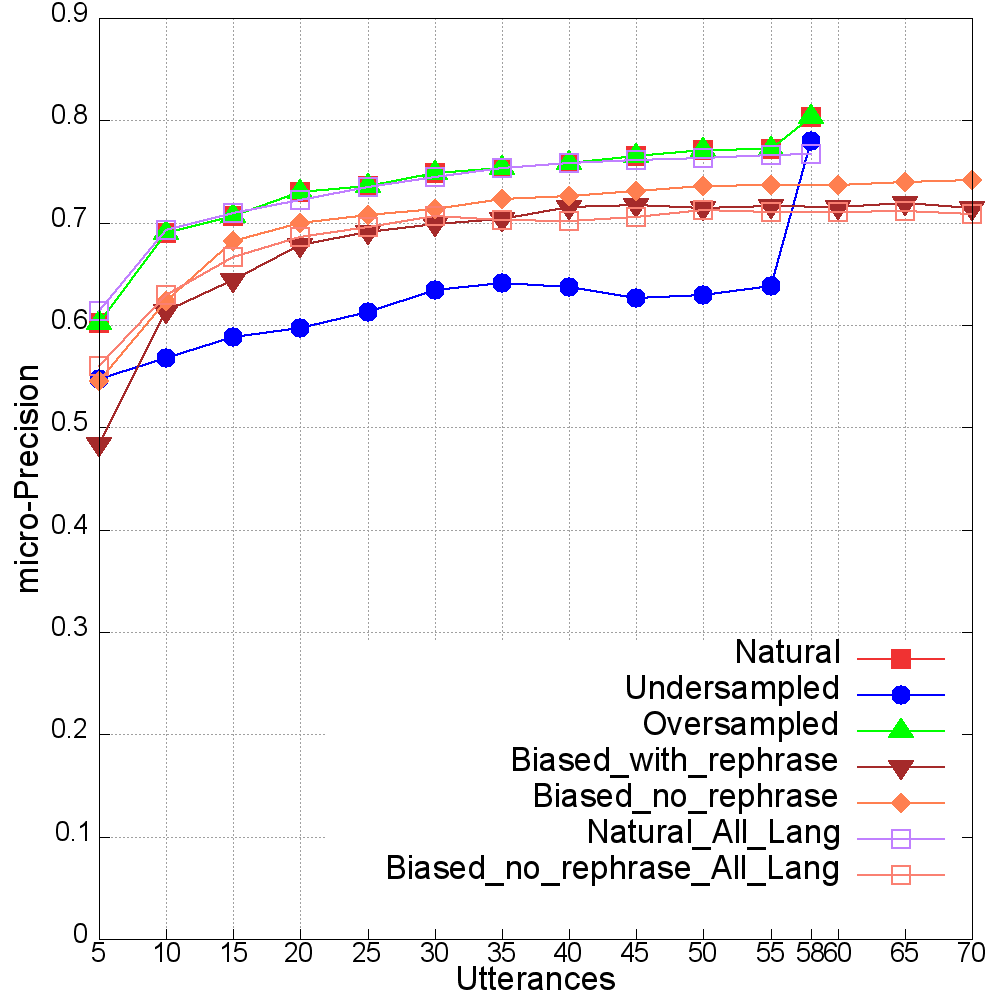 0.9
0.8
0.7
0.6
0.5
0.4
0.3
0.2
0.1
0
micro-Precision
Natural
Undersampled
Oversampled
Biased_with_rephrase
Biased_no_rephrase
Natural_All_Lang
Biased_no_rephrase_All_Lang
5 10 15 20 25 30 35 40 45 50 55 58 60 65 70
Utterances